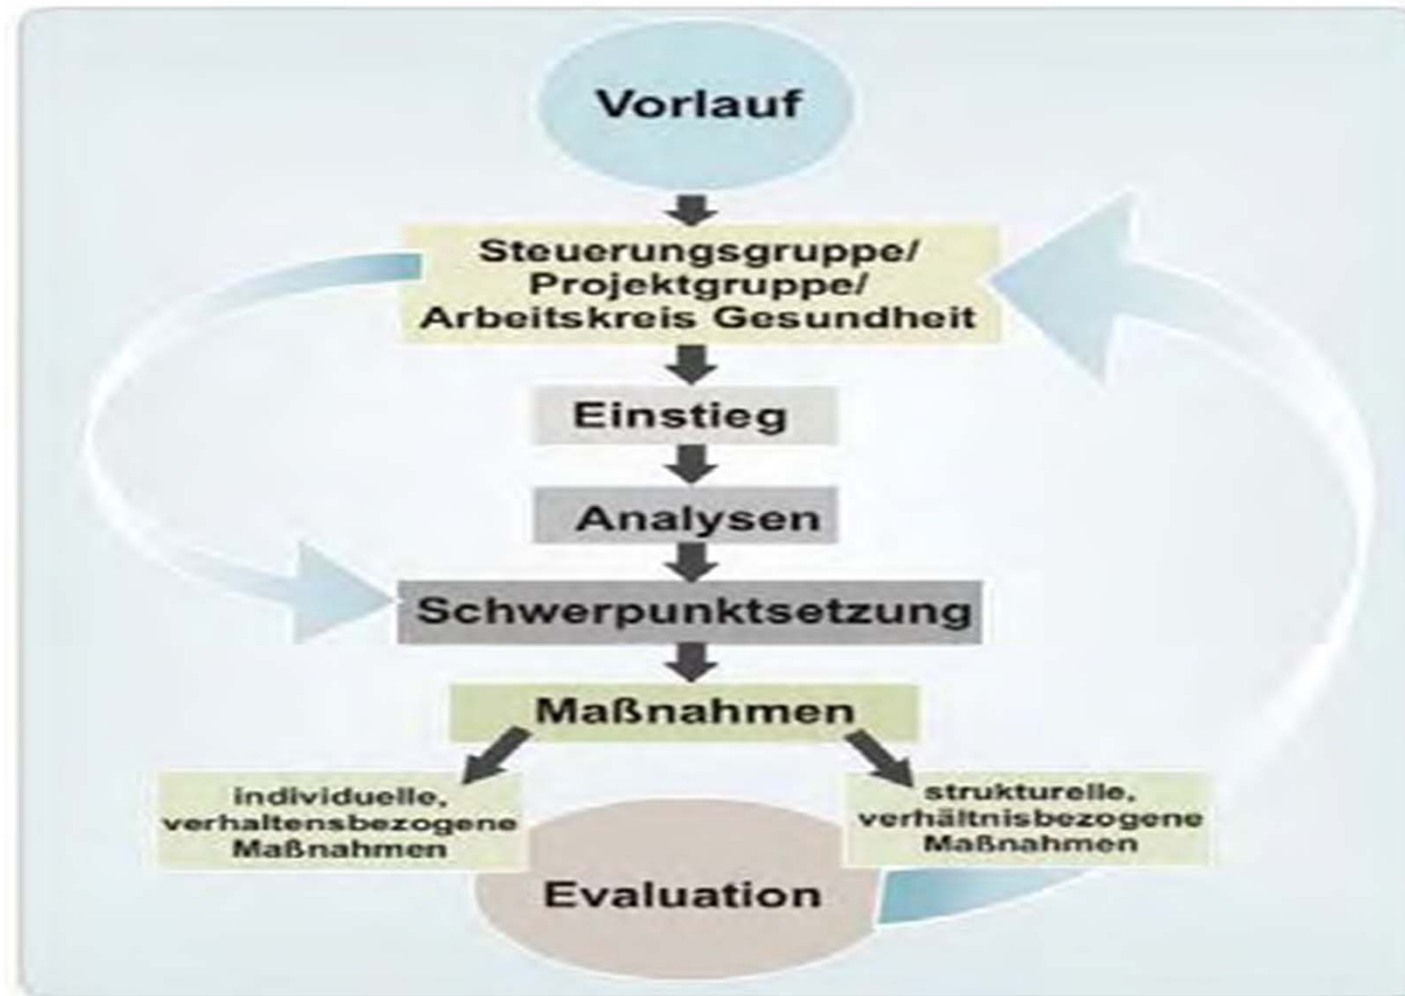 Vorlauf
Steuerungsgruppe/
Projektgruppe/
Arbeitskreis Gesundheit
Einstieg
Analysen
Schwerpunktsetzung
Maßnahmen
individuelle,
verhaltensbezogene
Maßnahmen
strukturelle,
verhältnisbezogene
Maßnahmen
Evaluation